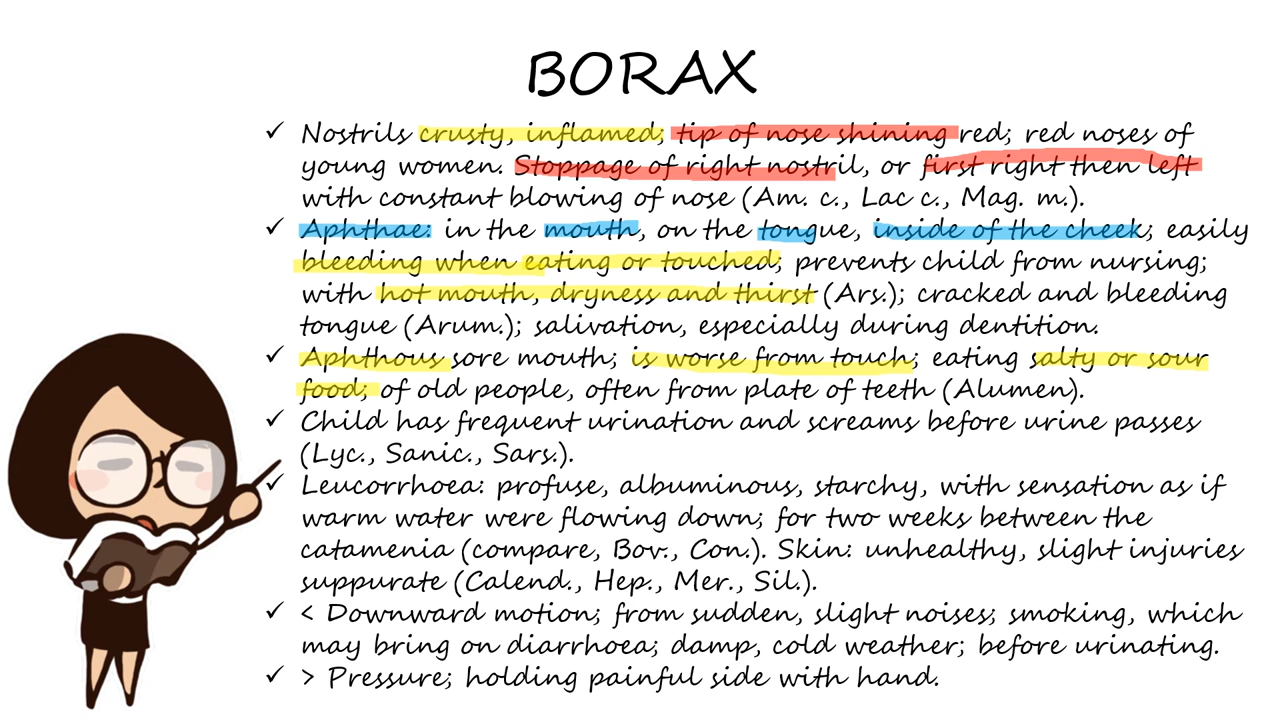 BORAX
✓ Nostrils crusty, inflamed; tip of nose shining red; red noses of
young women. Stoppage of right nostril, or first right then left
with constant blowing of nose (Am. c., Lac c., Mag. m.).
✓ Aphthae: in the mouth, on the tongue, inside of the cheek; easily
bleeding when eating or touched; prevents child from nursing;
with hot mouth, dryness and thirst (Ars.); cracked and bleeding
tongue (Arum.); salivation, especially during dentition.
✓ Aphthous sore mouth; is worse from touch; eating salty or sour
food; of old people, often from plate of teeth (Alumen).
✓ Child has frequent urination and screams before urine passes
(Lyc., Sanic., Sars.).
✓ Leucorrhoea: profuse, albuminous, starchy, with sensation as if
warm water were flowing down; for two weeks between the
catamenia (compare, Bov., Con.). Skin: unhealthy, slight injuries
suppurate (Calend., Hep., Mer., Sil.).
✓ < Downward motion; from sudden, slight noises; smoking, which
may bring on diarrhoea; damp, cold weather; before urinating.
✓ > Pressure; holding painful side with hand.